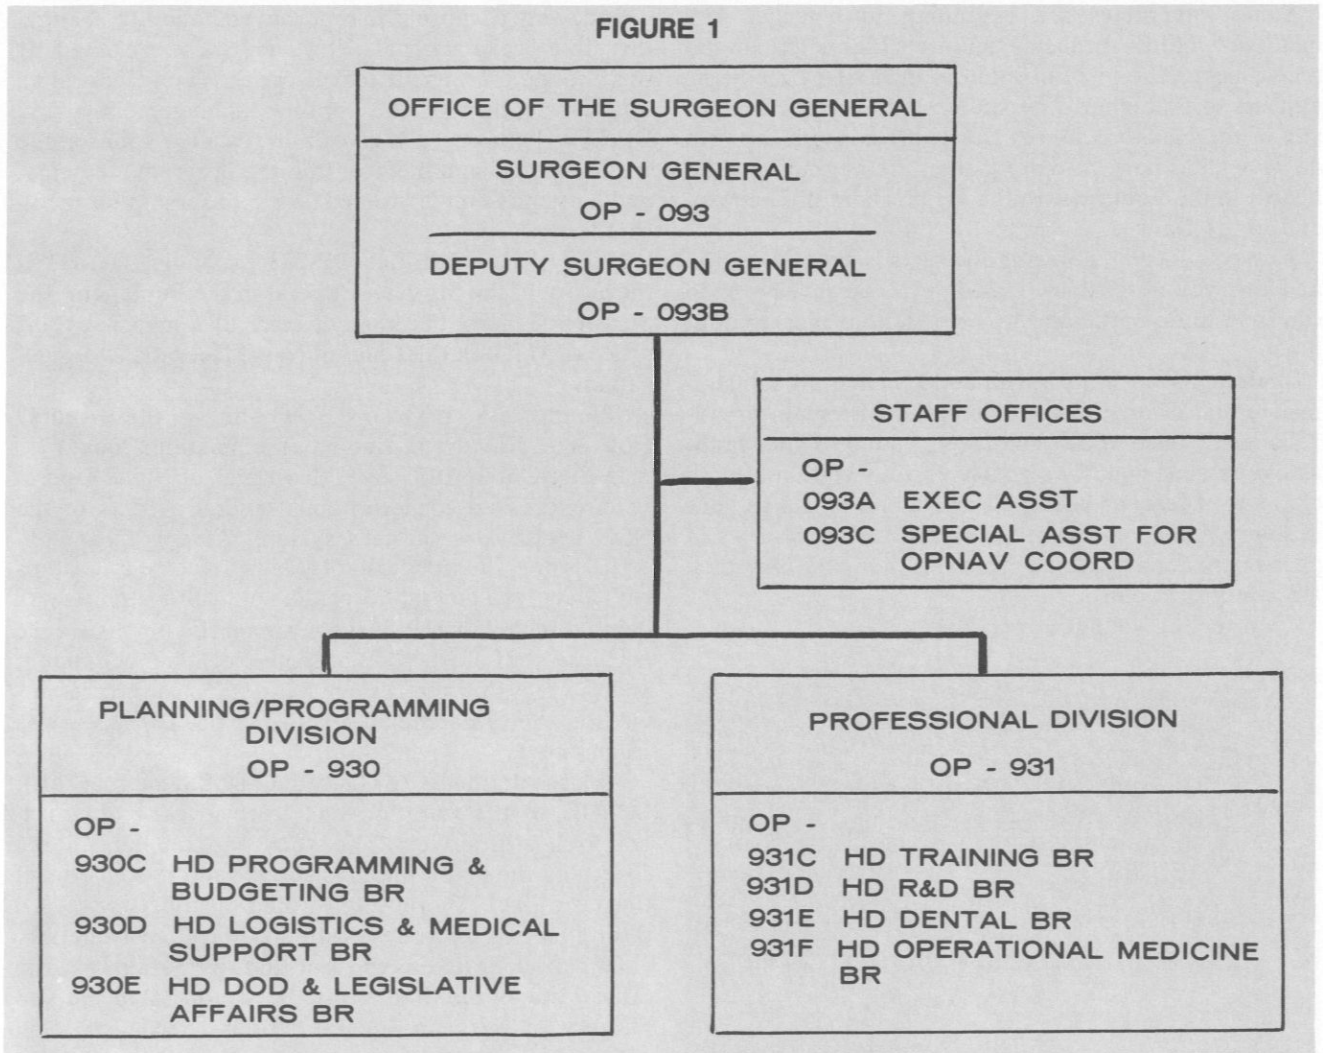 FIGURE 1
OFFICE OF THE SURGEON GENERAL
SURGEON GENERAL
OP - 093
DEPUTY SURGEON GENERAL
OP - 093B
STAFF OFFICES
OP -
093A EXEC ASST
093C SPECIAL ASST FOR
OPNAV COORD
PLANNING/PROGRAMMING
DIVISION
OP - 930
OP -
930C HD PROGRAMMING &
BUDGETING BR
930D HD LOGISTICS & MEDICAL
SUPPORT BR
930E HD DOD & LEGISLATIVE
AFFAIRS BR
PROFESSIONAL DIVISION
OP - 931
OP -
931C HD TRAINING BR
931D HD R&D BR
931E HD DENTAL BR
931F HD OPERATIONAL MEDICINE
BR